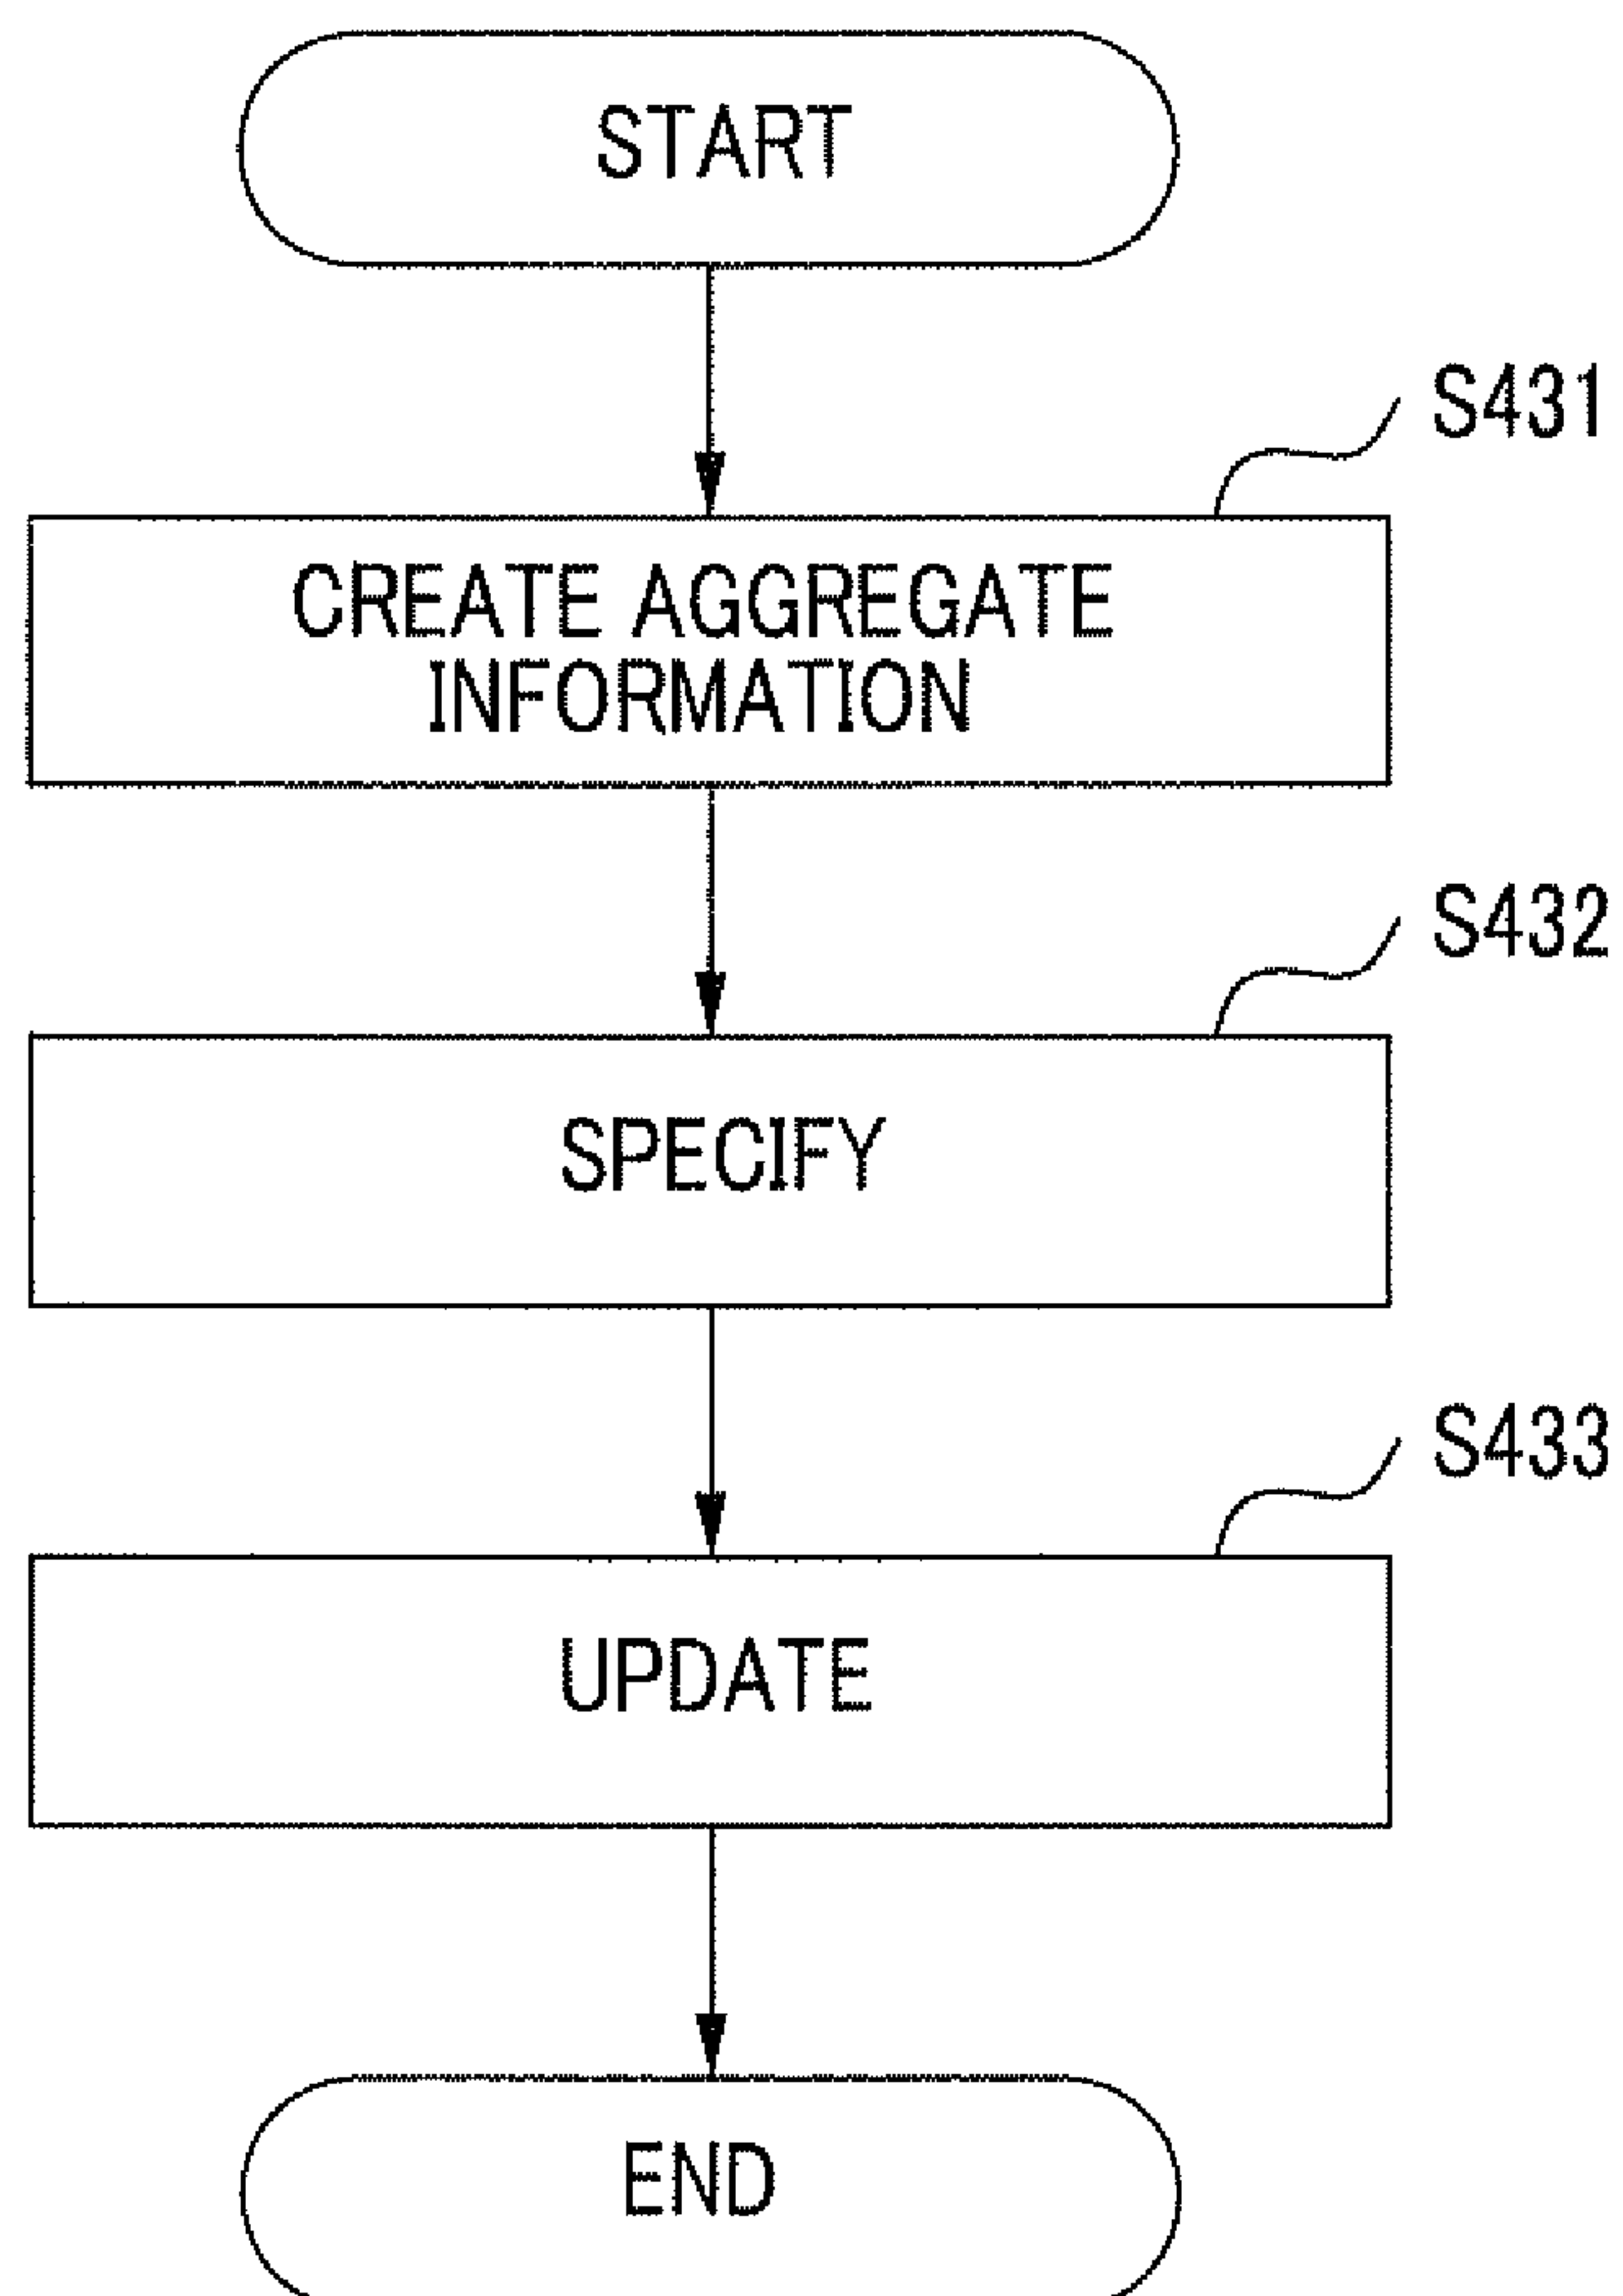 START
S431
CREATE AGGREGATE
INFORMATION
S432
SPECIFY
S433
UPDATE
END